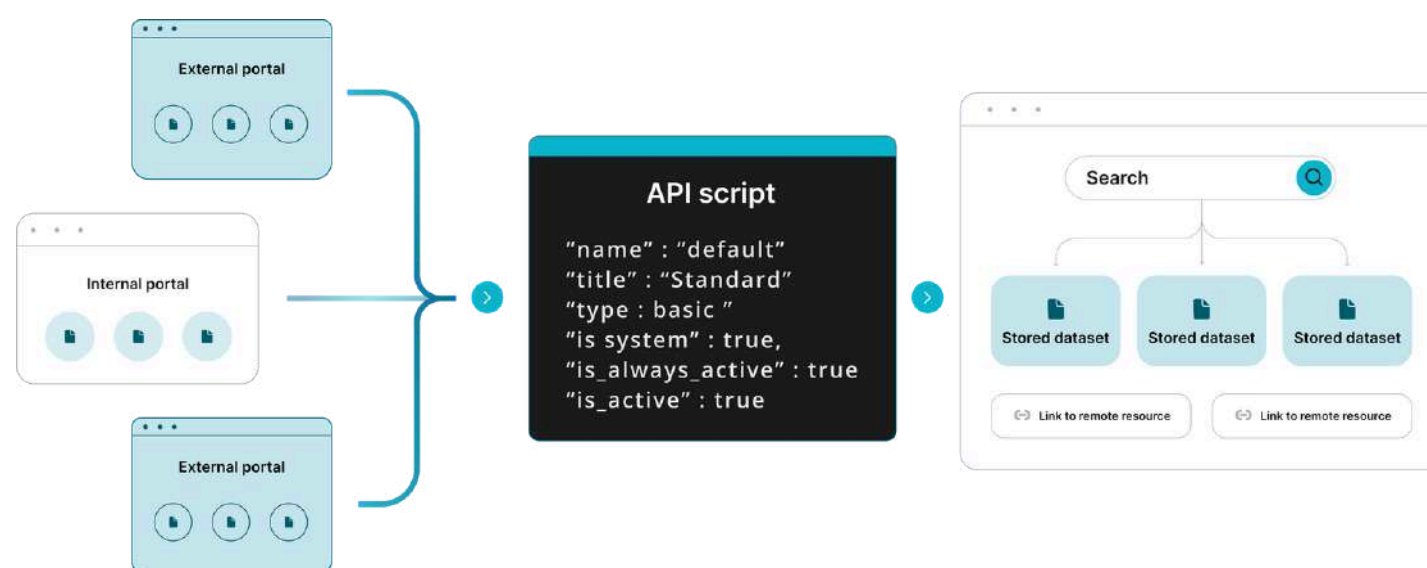 External portal
Internal portal
External portal
API script
“name” : “default”
“title” : “Standard”
“type : basic ”
“is system” : true,
“is_always_active” : true
“is_active” : true
Search
Stored dataset
Stored dataset
Stored dataset
Link to remote resource
Link to remote resource